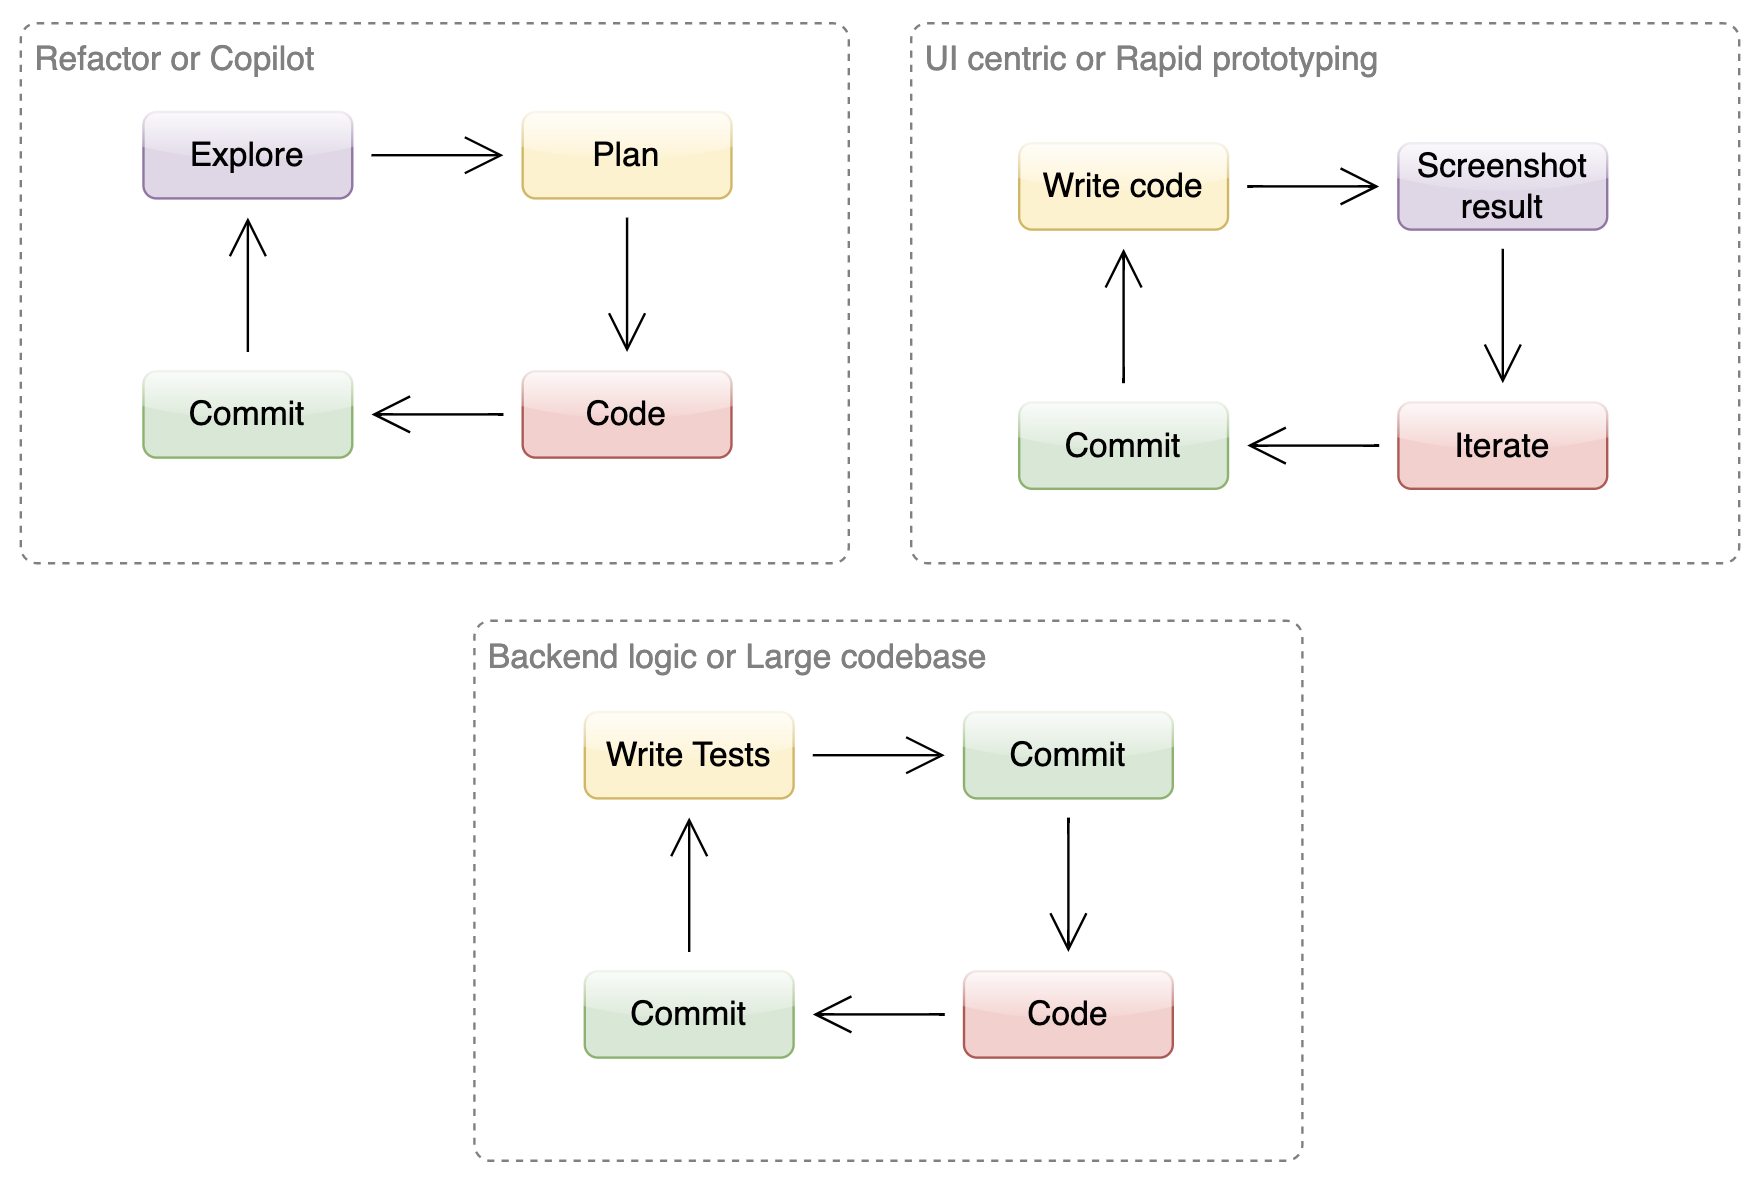 Refactor or Copilot
Explore
Plan
Commit
Code
UI centric or Rapid prototyping
Write code
Screenshot
result
Commit
Iterate
Backend logic or Large codebase
Write Tests
Commit
Commit
Code